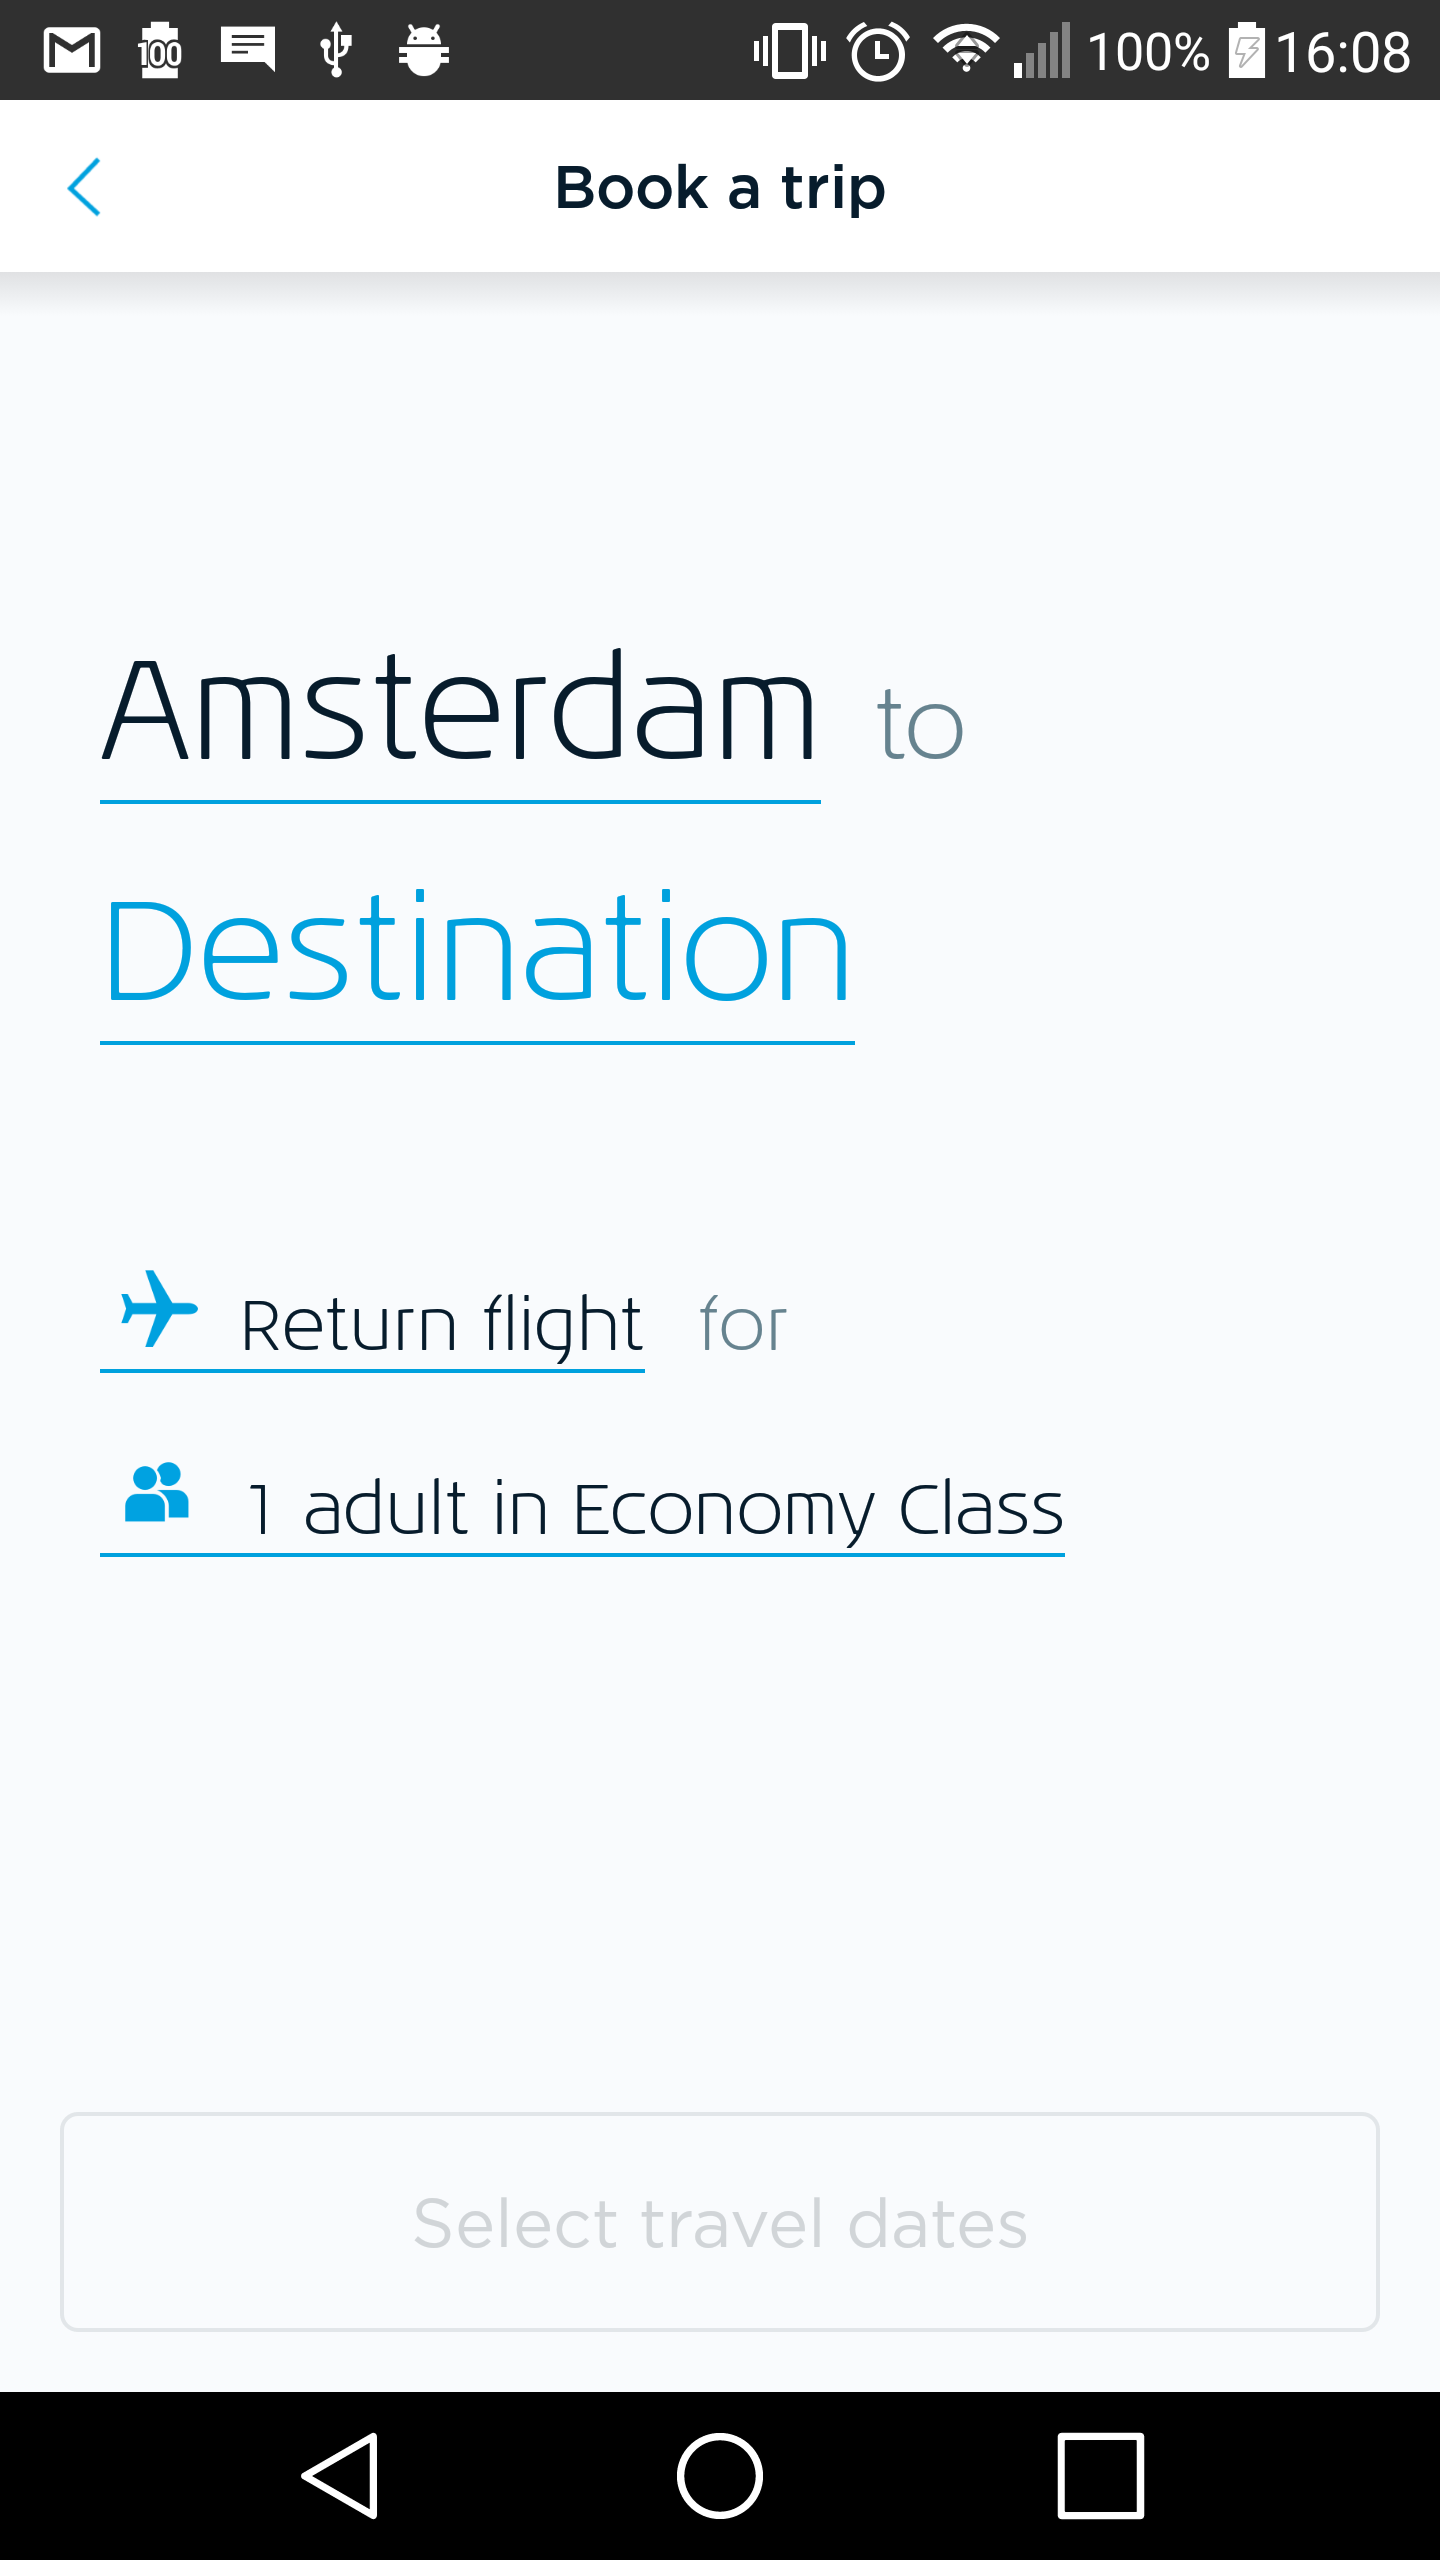 100 100% 16:08
Book a trip
Amsterdam to
Destination
Return flight for
1 adult in Economy Class
Select travel dates